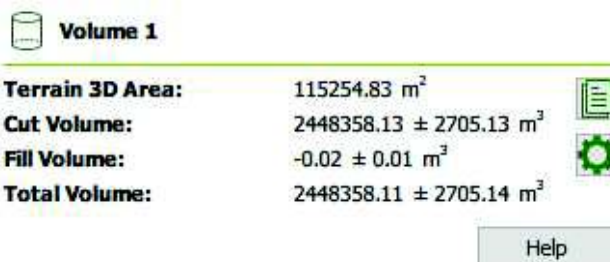 Volume 1
Terrain 3D Area: 115254.83 m²
Cut Volume: 2448358.13 ± 2705.13 m³
Fill Volume: -0.02 ± 0.01 m³
Total Volume: 2448358.11 ± 2705.14 m³
Help